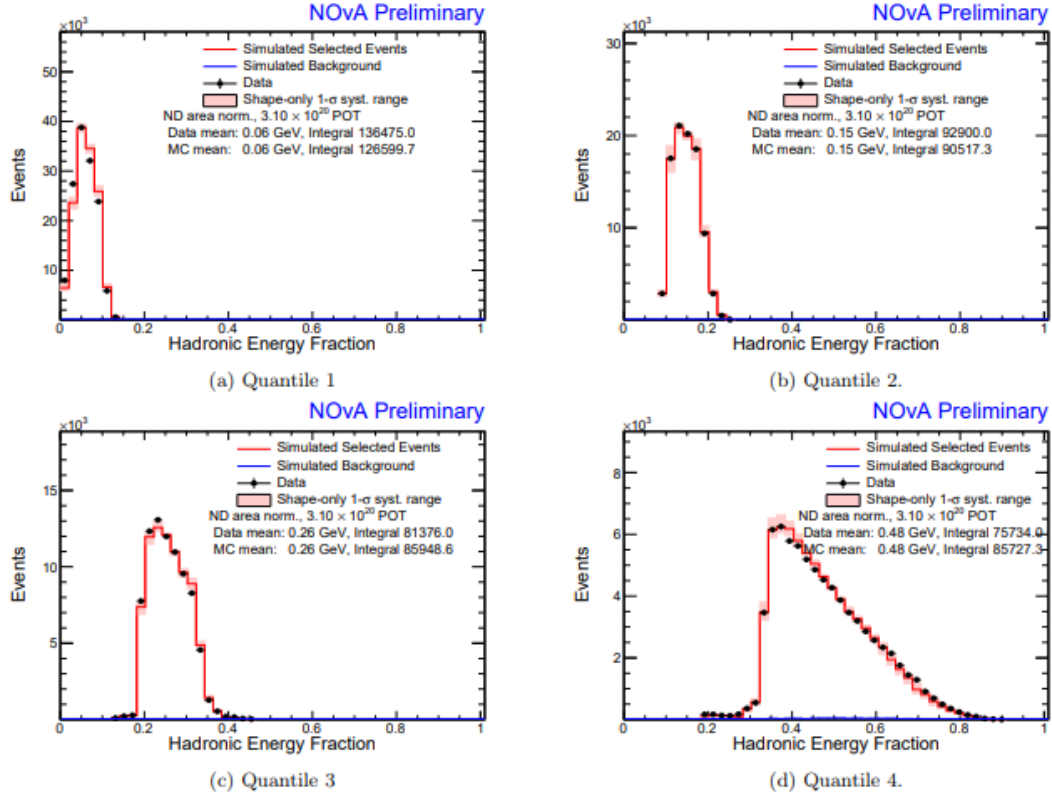 NOvA Preliminary
×10³
Simulated Selected Events
Simulated Background
Data
Shape-only 1-σ syst. range
ND area norm., 3.10 × 10²⁰ POT
Data mean: 0.06 GeV, Integral 136475.0
MC mean: 0.06 GeV, Integral 126599.7
50
40
30
20
10
Events
0 0.2 0.4 0.6 0.8 1
Hadronic Energy Fraction
(a) Quantile 1
NOvA Preliminary
×10³
Simulated Selected Events
Simulated Background
Data
Shape-only 1-σ syst. range
ND area norm., 3.10 × 10²⁰ POT
Data mean: 0.15 GeV, Integral 92900.0
MC mean: 0.15 GeV, Integral 90517.3
30
20
10
Events
0 0.2 0.4 0.6 0.8 1
Hadronic Energy Fraction
(b) Quantile 2.
NOvA Preliminary
×10³
Simulated Selected Events
Simulated Background
Data
Shape-only 1-σ syst. range
ND area norm., 3.10 × 10²⁰ POT
Data mean: 0.26 GeV, Integral 81376.0
MC mean: 0.26 GeV, Integral 85948.6
15
10
5
Events
0 0.2 0.4 0.6 0.8 1
Hadronic Energy Fraction
(c) Quantile 3
NOvA Preliminary
×10³
Simulated Selected Events
Simulated Background
Data
Shape-only 1-σ syst. range
ND area norm., 3.10 × 10²⁰ POT
Data mean: 0.48 GeV, Integral 75734.0
MC mean: 0.48 GeV, Integral 85727.3
8
6
4
2
Events
0 0.2 0.4 0.6 0.8 1
Hadronic Energy Fraction
(d) Quantile 4.